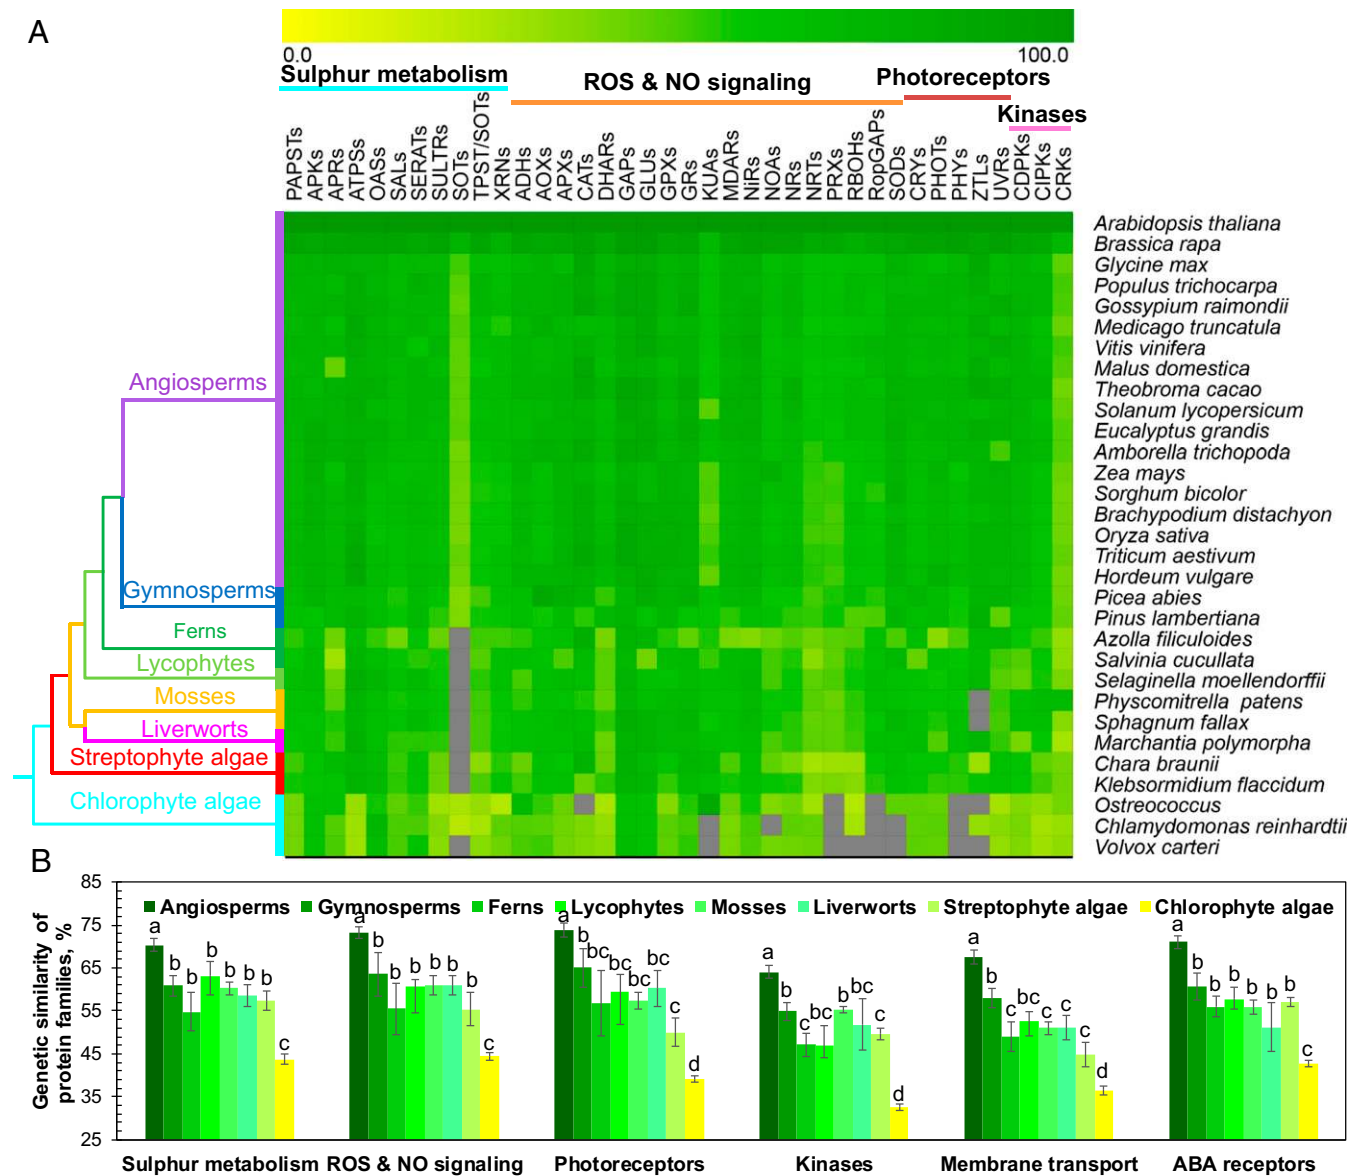 A
0.0
100.0
Sulphur metabolism
ROS & NO signaling
Photoreceptors
Kinases
PAPSTs
APKs
APRs
ATPSs
OASs
SALs
SERATs
SULTRs
SOTs
TPST/SOTs
XRNs
ADHs
AOXs
APXs
CATs
DHARs
GAPs
GLUs
GPXs
GRs
KUAs
MDARs
NiRs
NOAs
NRs
NRTs
PRXs
RBOHs
RopGAPs
SODs
CRYs
PHOTs
PHYs
ZTLs
UVRs
CDPKs
CIPKs
CRKs
Arabidopsis thaliana
Brassica rapa
Glycine max
Populus trichocarpa
Gossypium raimondii
Medicago truncatula
Vitis vinifera
Malus domestica
Theobroma cacao
Solanum lycopersicum
Eucalyptus grandis
Amborella trichopoda
Zea mays
Sorghum bicolor
Brachypodium distachyon
Oryza sativa
Triticum aestivum
Hordeum vulgare
Picea abies
Pinus lambertiana
Azolla filiculoides
Salvinia cucullata
Selaginella moellendorffii
Physcomitrella patens
Sphagnum fallax
Marchantia polymorpha
Chara braunii
Klebsormidium flaccidum
Ostreococcus
Chlamydomonas reinhardtii
Volvox carteri
Angiosperms
Gymnosperms
Ferns
Lycophytes
Mosses
Liverworts
Streptophyte algae
Chlorophyte algae
B
Genetic similarity of
protein families, %
85
75
65
55
45
35
25
Angiosperms Gymnosperms Ferns Lycophytes Mosses Liverworts Streptophyte algae Chlorophyte algae
a b b b b b b c
a b b b b b b c
a b bc bc bc bc c d
a b c bc b bc c d
a b c bc c c c d
a b b b b b b c
Sulphur metabolism ROS & NO signaling Photoreceptors Kinases Membrane transport ABA receptors